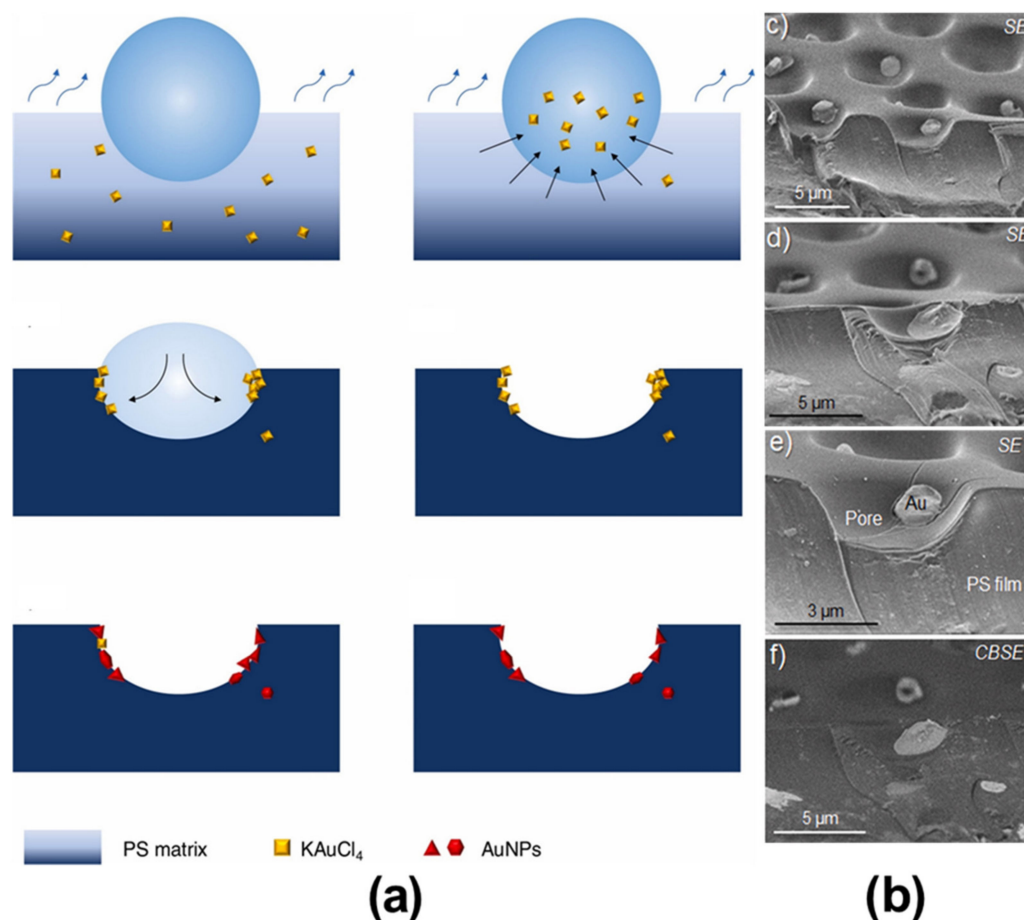 c)
SE
5 µm
d)
SE
5 µm
e)
SE
Au
Pore
PS film
3 µm
f)
CBSE
5 µm
PS matrix
KAuCl₄
AuNPs
(a)
(b)